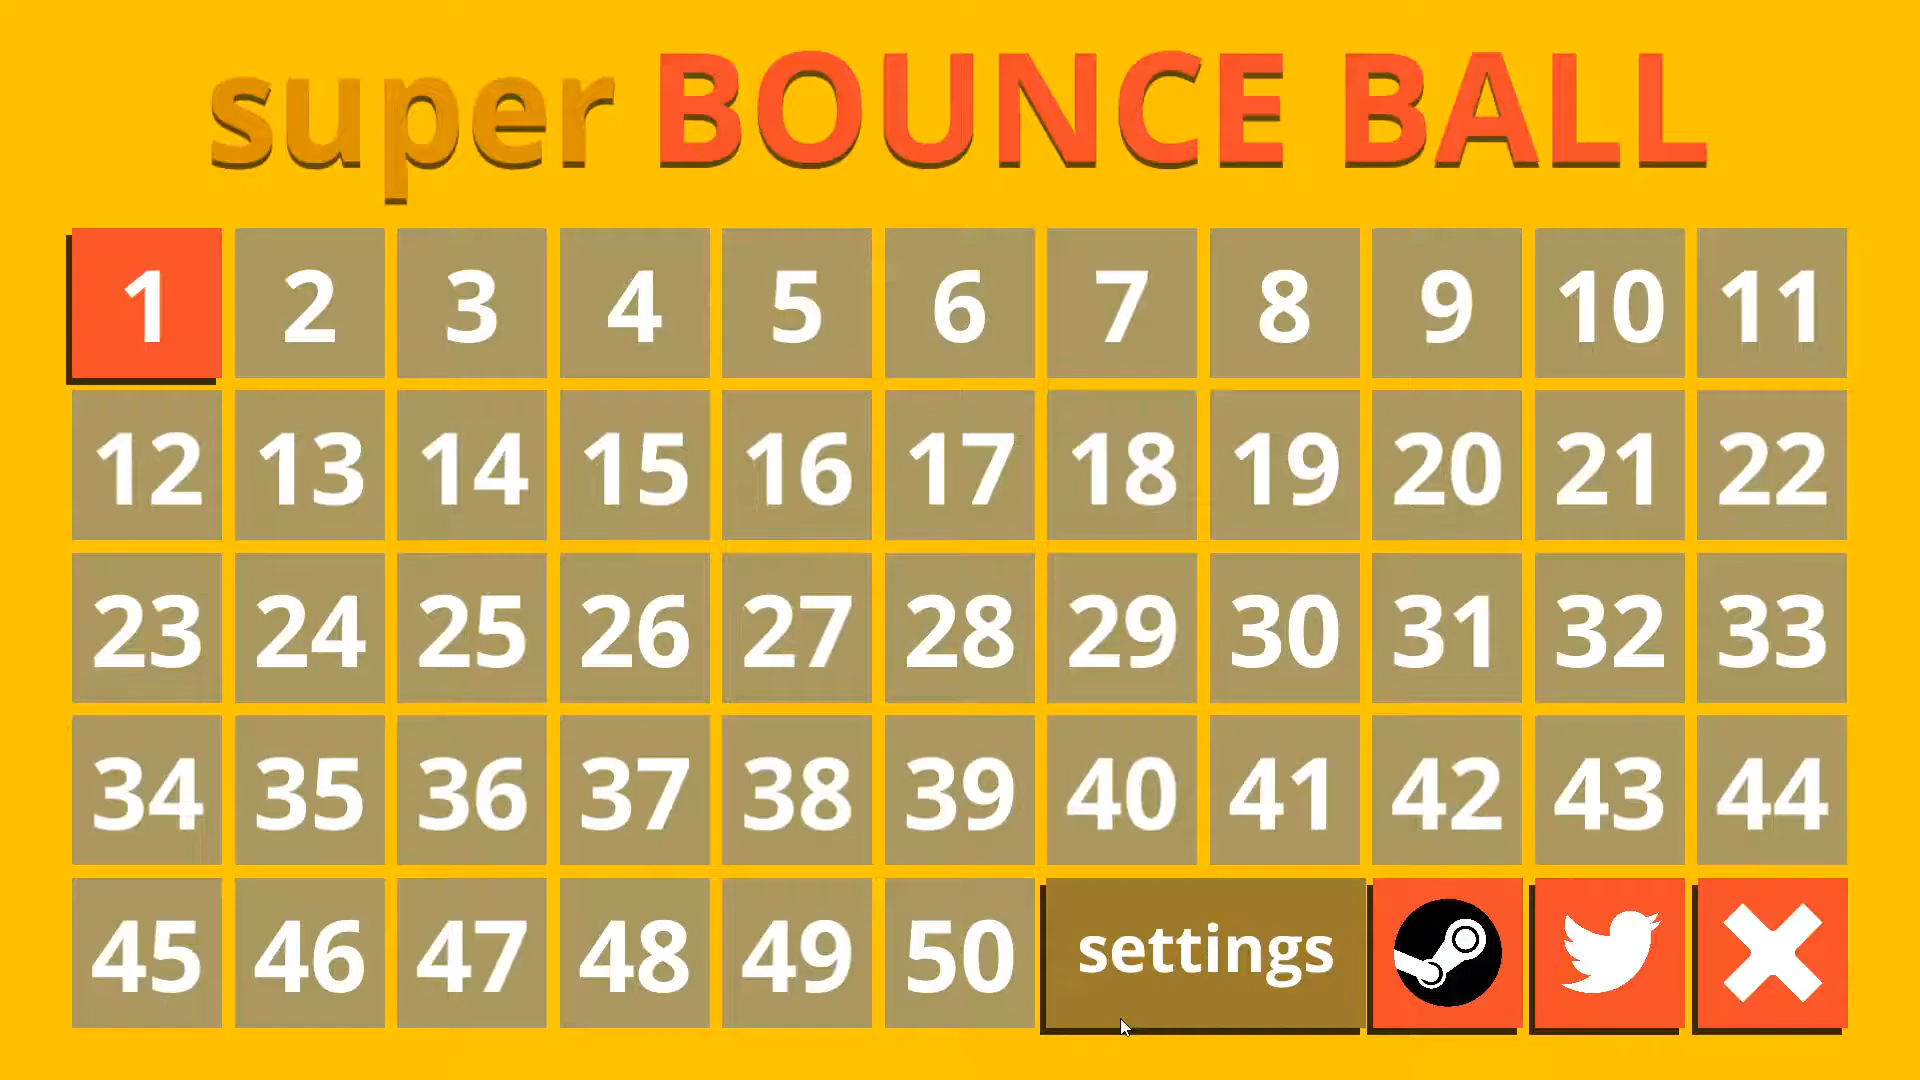 super BOUNCE BALL
1 2 3 4 5 6 7 8 9 10 11
12 13 14 15 16 17 18 19 20 21 22
23 24 25 26 27 28 29 30 31 32 33
34 35 36 37 38 39 40 41 42 43 44
45 46 47 48 49 50 settings